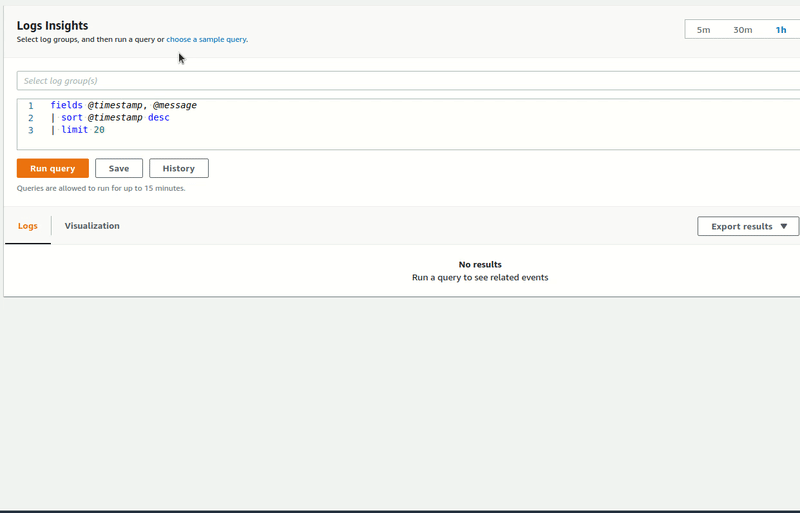 Logs Insights
Select log groups, and then run a query or choose a sample query.
5m 30m 1h
Select log group(s)
1 fields @timestamp, @message
2 | sort @timestamp desc
3 | limit 20
Run query Save History
Queries are allowed to run for up to 15 minutes.
Logs Visualization Export results ▼
No results
Run a query to see related events